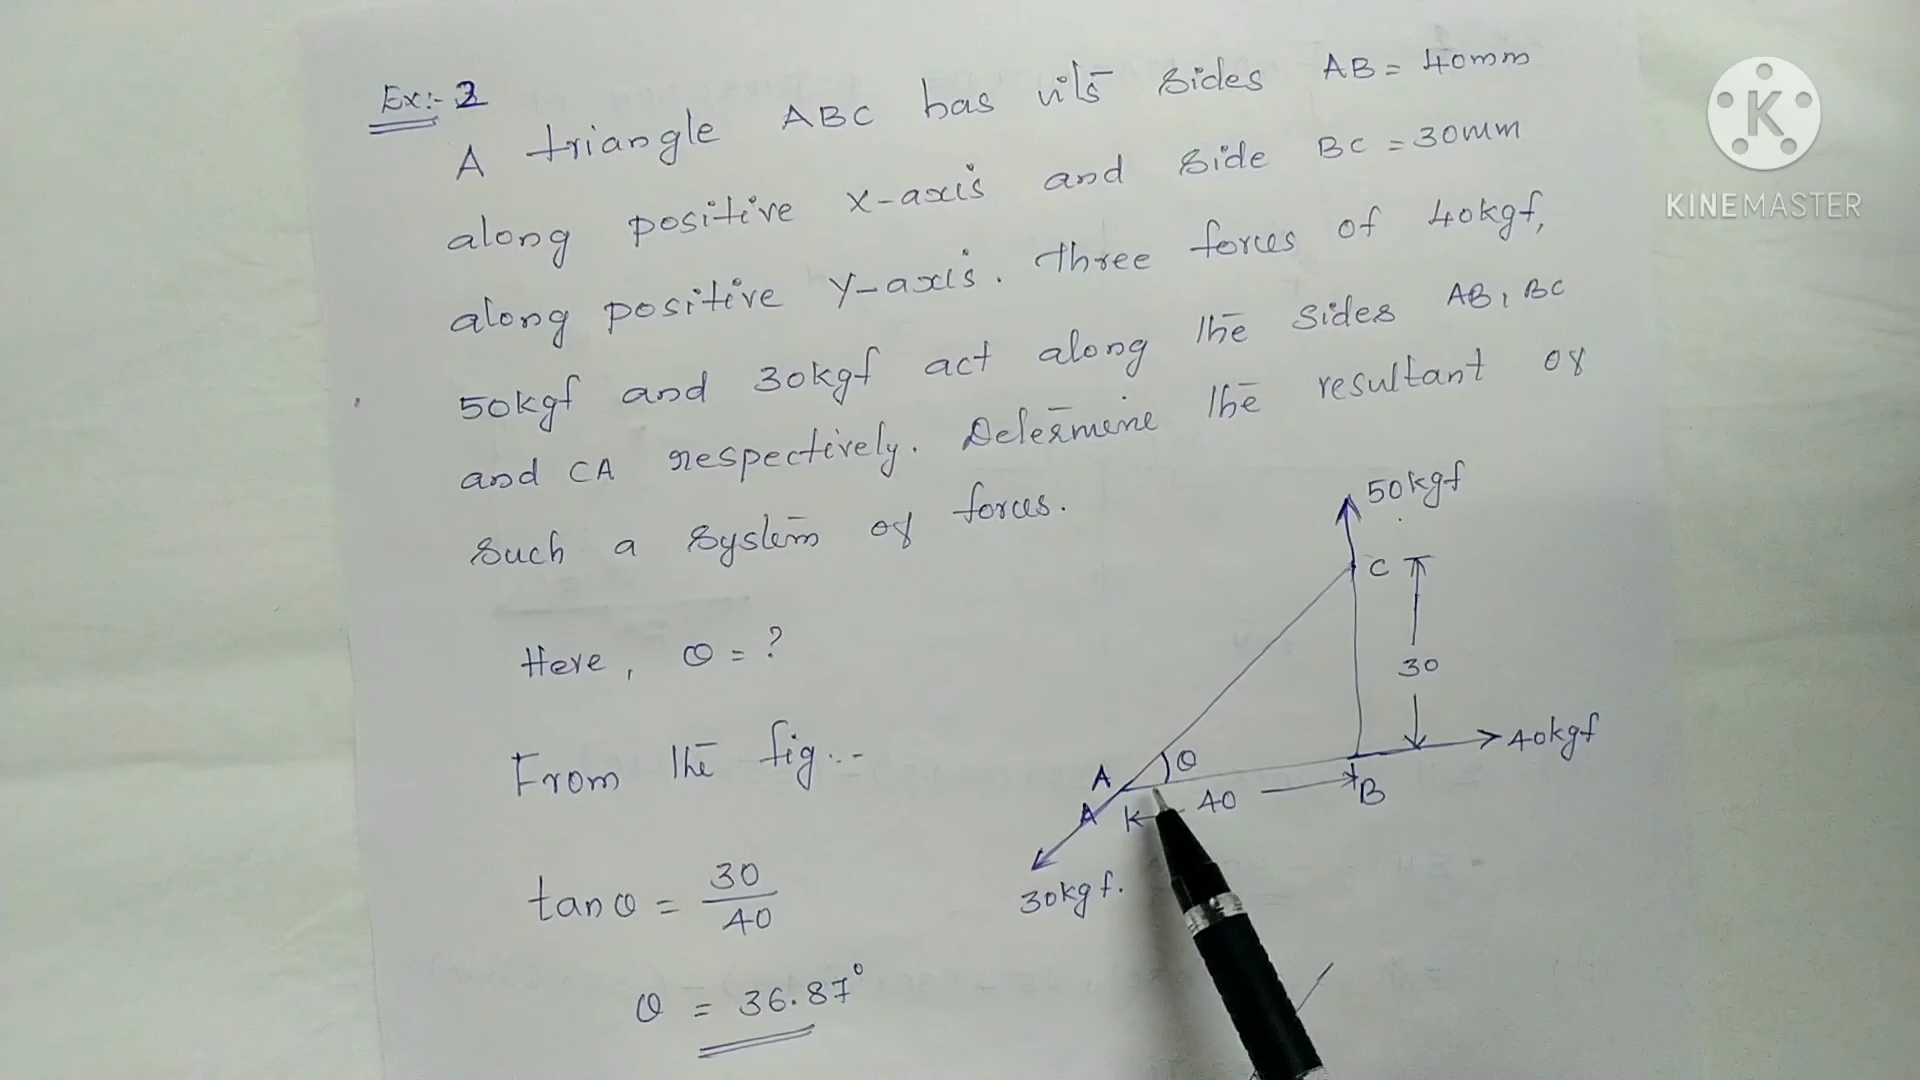 Ex:- 2
A triangle ABC has its sides AB = 40mm
along positive X-axis and side BC = 30mm
along positive Y-axis. Three forces of 40kgf,
50kgf and 30kgf act along the sides AB, BC
and CA respectively. Determine the resultant of
such a system of forces.
Here, θ = ?
From the fig:-
tanθ = 30/40
θ = 36.87°
50kgf
C
30
40kgf
A
θ
B
40
A
30kgf.
K
KINEMASTER